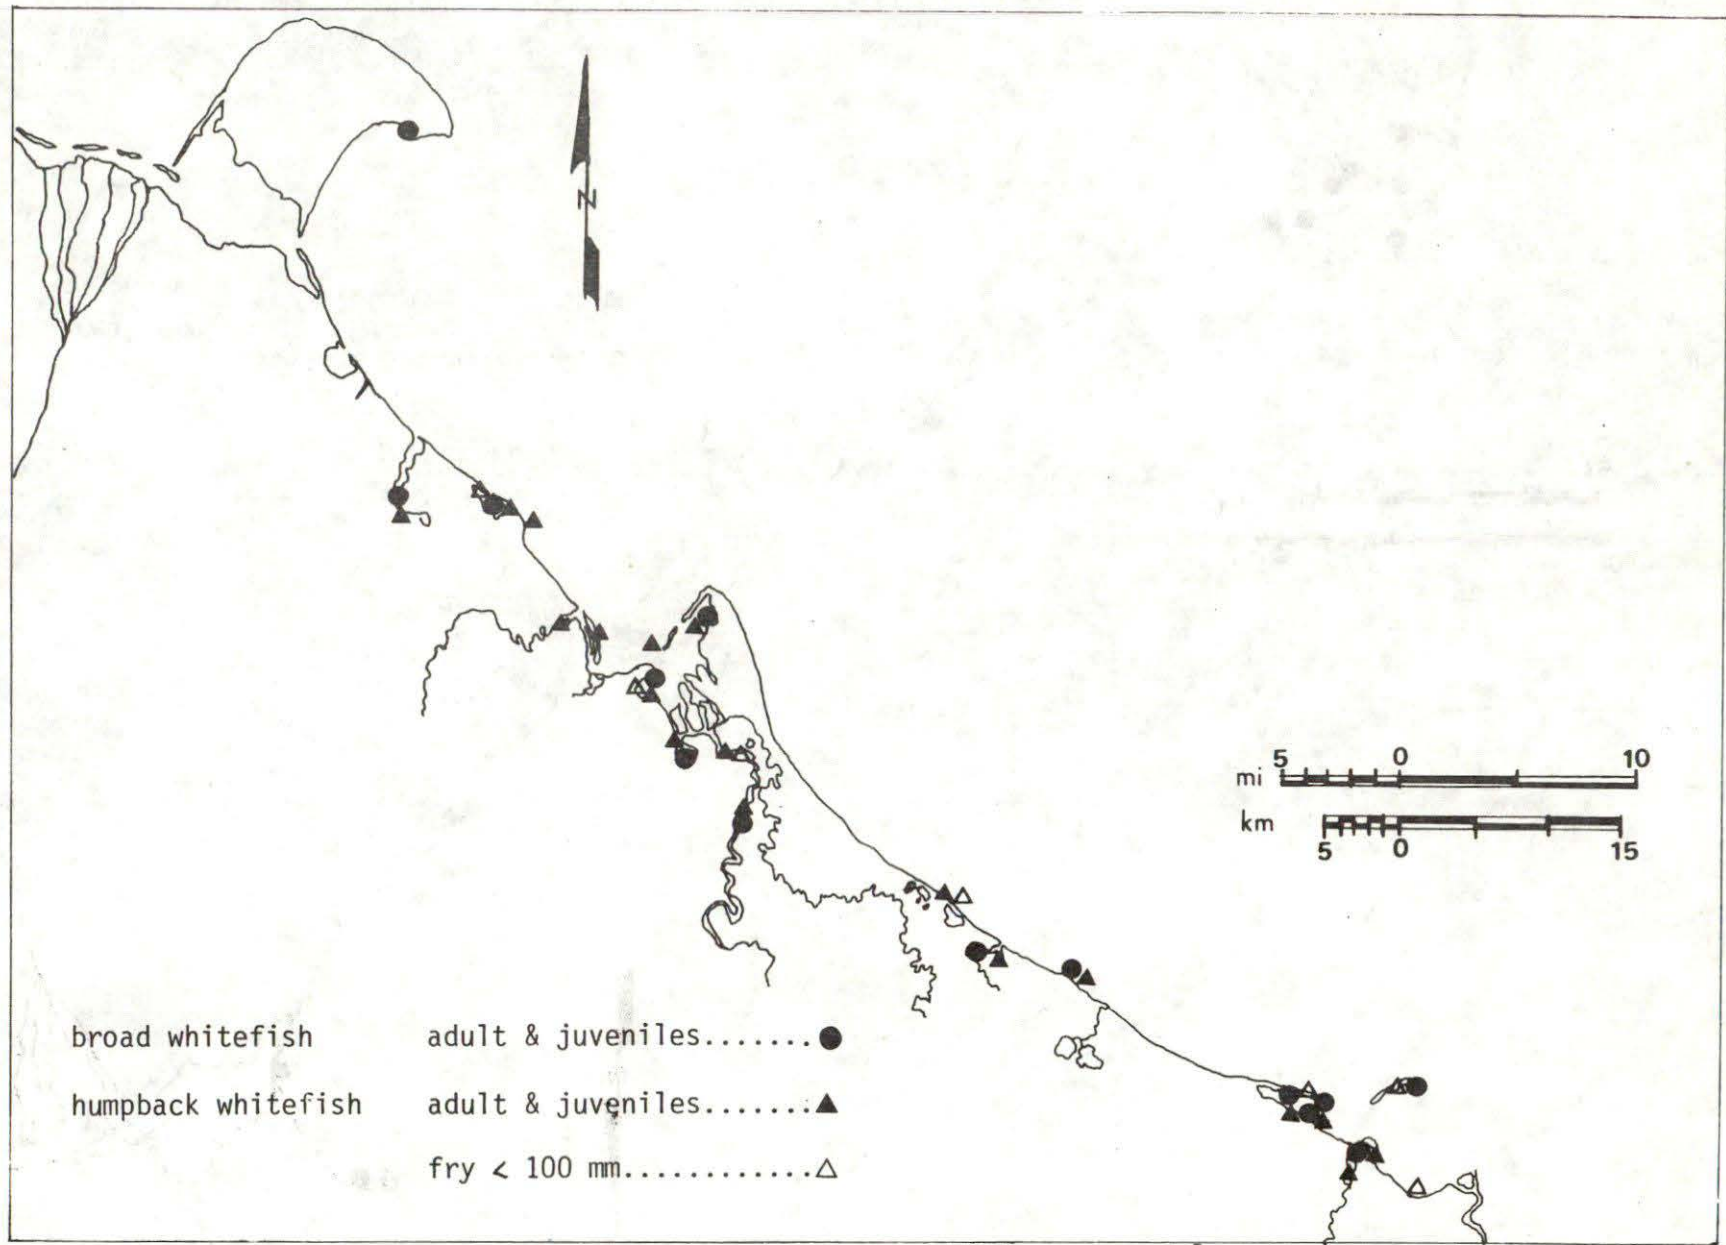 N
5 0 10
mi
km
5 0 15
broad whitefish adult & juveniles.......●
humpback whitefish adult & juveniles.......▲
fry < 100 mm............△